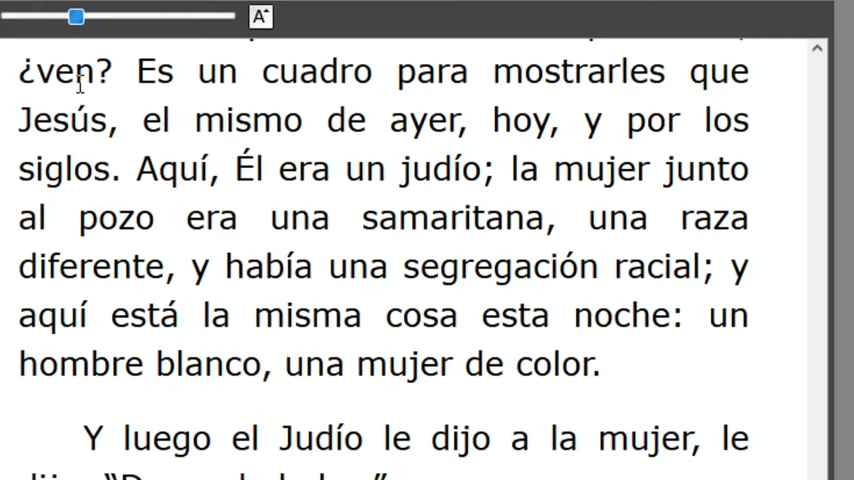 A
¿ven? Es un cuadro para mostrarles que
Jesús, el mismo de ayer, hoy, y por los
siglos. Aquí, Él era un judío; la mujer junto
al pozo era una samaritana, una raza
diferente, y había una segregación racial; y
aquí está la misma cosa esta noche: un
hombre blanco, una mujer de color.
Y luego el Judío le dijo a la mujer, le